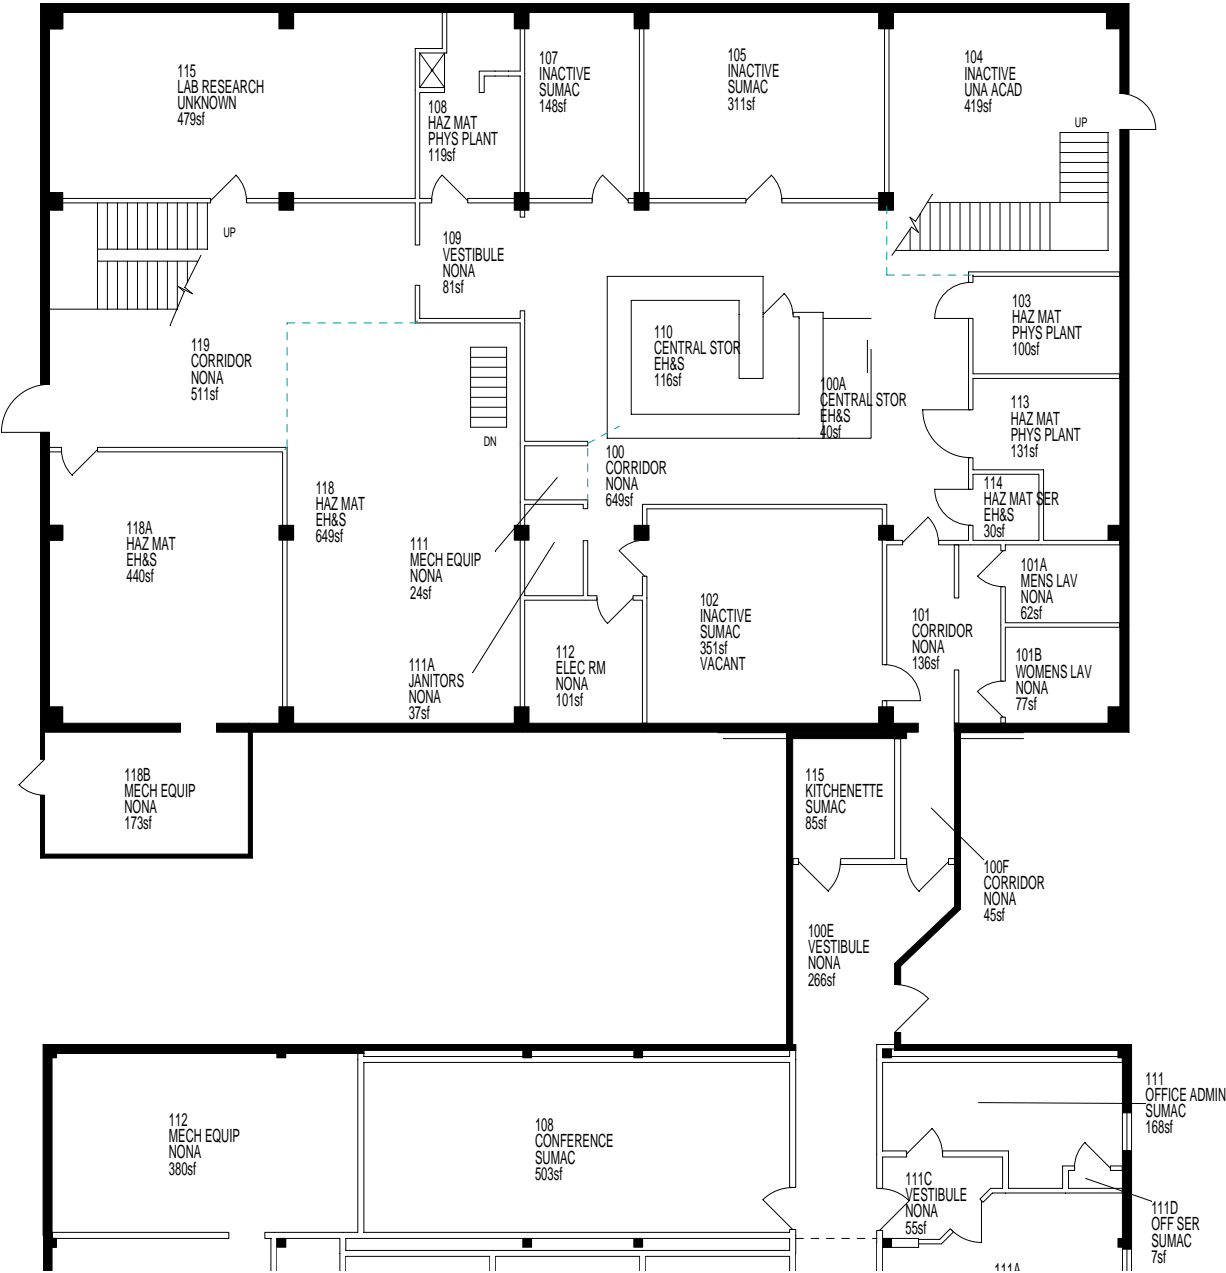 115
LAB RESEARCH
UNKNOWN
479sf
108
HAZ MAT
PHYS PLANT
119sf
107
INACTIVE
SUMAC
148sf
105
INACTIVE
SUMAC
311sf
104
INACTIVE
UNA ACAD
419sf
UP
UP
109
VESTIBULE
NONA
81sf
119
CORRIDOR
NONA
511sf
110
CENTRAL STOR
EH&S
116sf
100A
CENTRAL STOR
EH&S
40sf
103
HAZ MAT
PHYS PLANT
100sf
113
HAZ MAT
PHYS PLANT
131sf
DN
100
CORRIDOR
NONA
649sf
114
HAZ MAT SER
EH&S
30sf
118
HAZ MAT
EH&S
649sf
118A
HAZ MAT
EH&S
440sf
111
MECH EQUIP
NONA
24sf
111A
JANITORS
NONA
37sf
112
ELEC RM
NONA
101sf
102
INACTIVE
SUMAC
351sf
VACANT
101
CORRIDOR
NONA
136sf
101A
MENS LAV
NONA
62sf
101B
WOMENS LAV
NONA
77sf
118B
MECH EQUIP
NONA
173sf
115
KITCHENETTE
SUMAC
85sf
100F
CORRIDOR
NONA
45sf
100E
VESTIBULE
NONA
266sf
112
MECH EQUIP
NONA
380sf
108
CONFERENCE
SUMAC
503sf
111
OFFICE ADMIN
SUMAC
168sf
111C
VESTIBULE
NONA
55sf
111D
OFF SER
SUMAC
7sf
111A